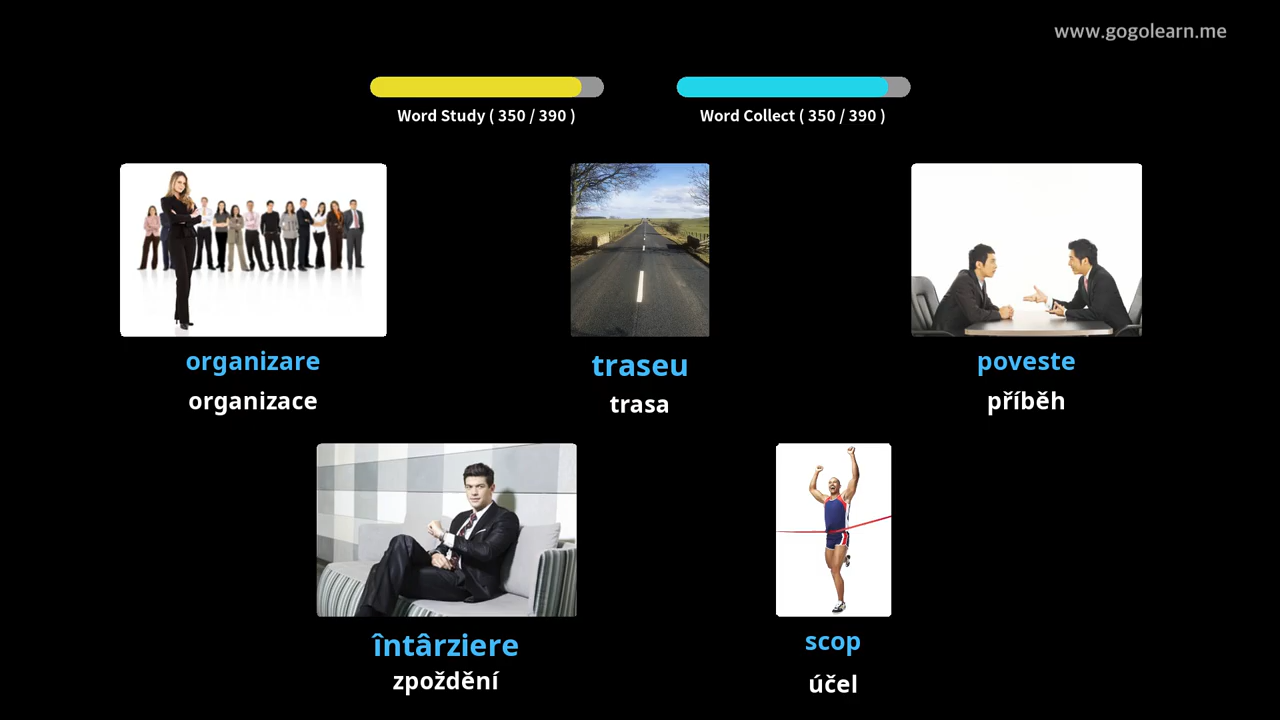 www.gogolearn.me
Word Study ( 350 / 390 )
Word Collect ( 350 / 390 )
organizare
organizace
traseu
trasa
poveste
příběh
întârziere
zpoždění
scop
účel